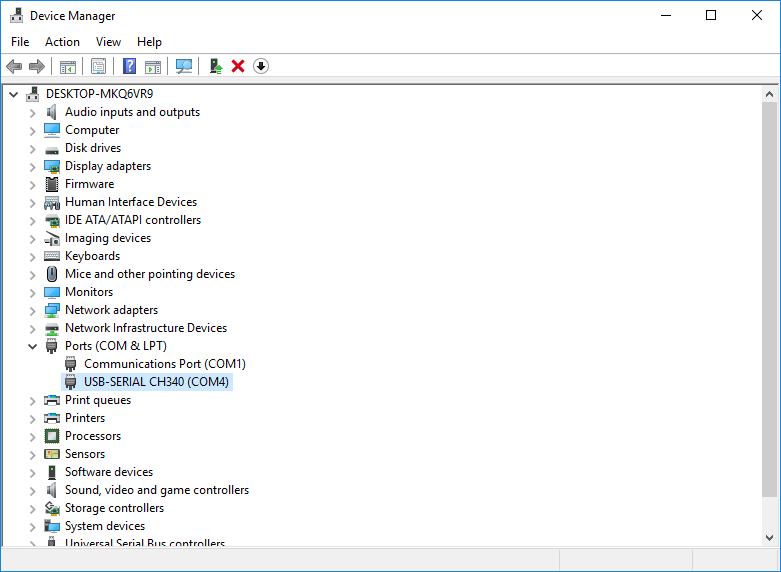 Device Manager
File Action View Help
DESKTOP-MKQ6VR9
Audio inputs and outputs
Computer
Disk drives
Display adapters
Firmware
Human Interface Devices
IDE ATA/ATAPI controllers
Imaging devices
Keyboards
Mice and other pointing devices
Monitors
Network adapters
Network Infrastructure Devices
Ports (COM & LPT)
Communications Port (COM1)
USB-SERIAL CH340 (COM4)
Print queues
Printers
Processors
Sensors
Software devices
Sound, video and game controllers
Storage controllers
System devices
Universal Serial Bus controllers